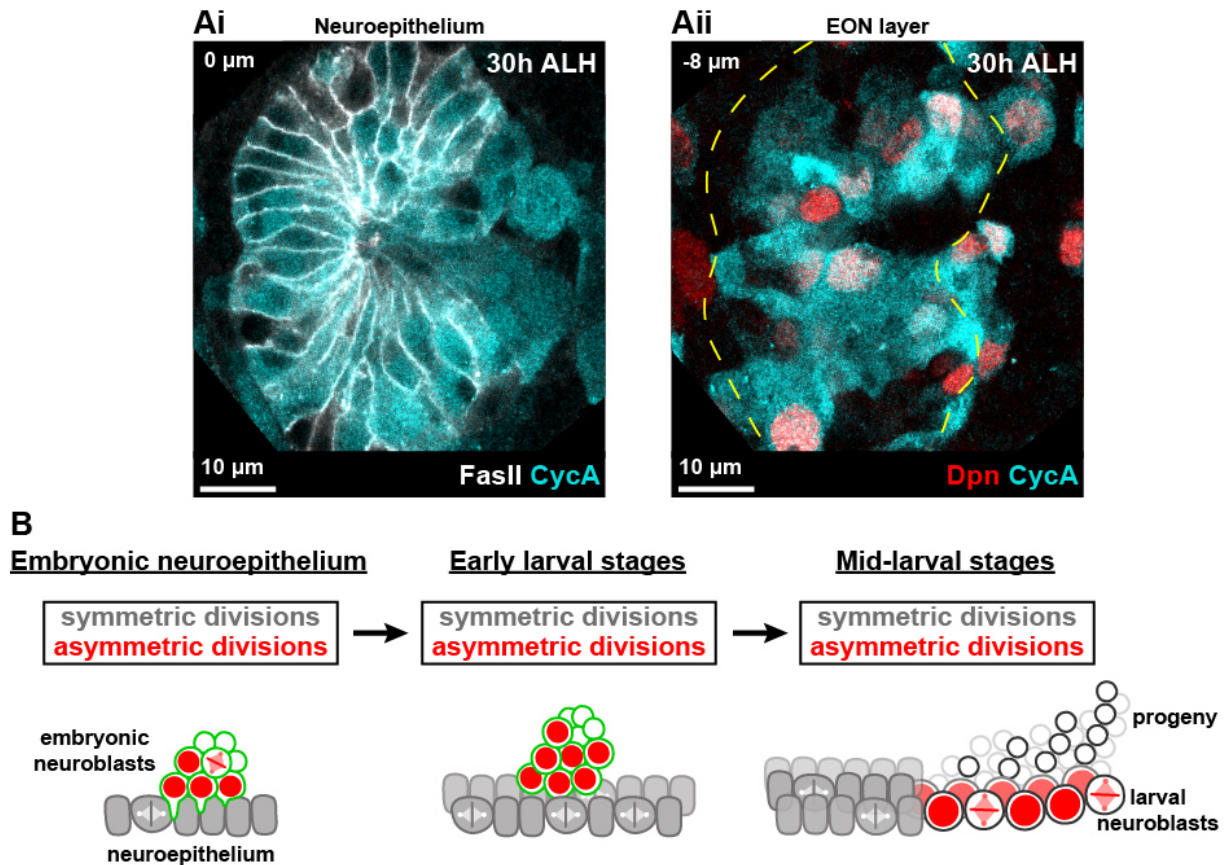 Ai
Neuroepithelium
0 µm
30h ALH
10 µm
FasII CycA
Aii
EON layer
-8 µm
30h ALH
10 µm
Dpn CycA
B
Embryonic neuroepithelium
symmetric divisions
asymmetric divisions
embryonic
neuroblasts
neuroepithelium
Early larval stages
symmetric divisions
asymmetric divisions
Mid-larval stages
symmetric divisions
asymmetric divisions
progeny
larval
neuroblasts